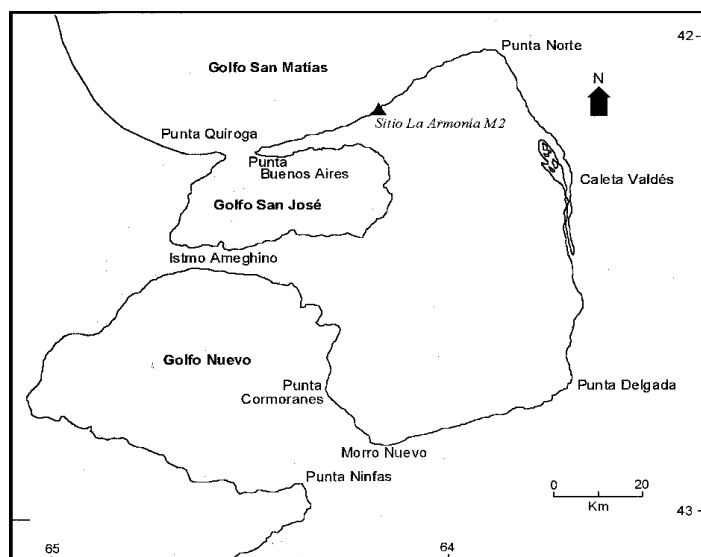 42
Punta Norte
Golfo San Matías
N
Sitio La Armonía M2
Punta Quiroga
Punta
Buenos Aires
Caleta Valdés
Golfo San José
Istmo Ameghino
Golfo Nuevo
Punta
Cormoranes
Punta Delgada
Morro Nuevo
Punta Ninfas
0 20
Km
43
65 64